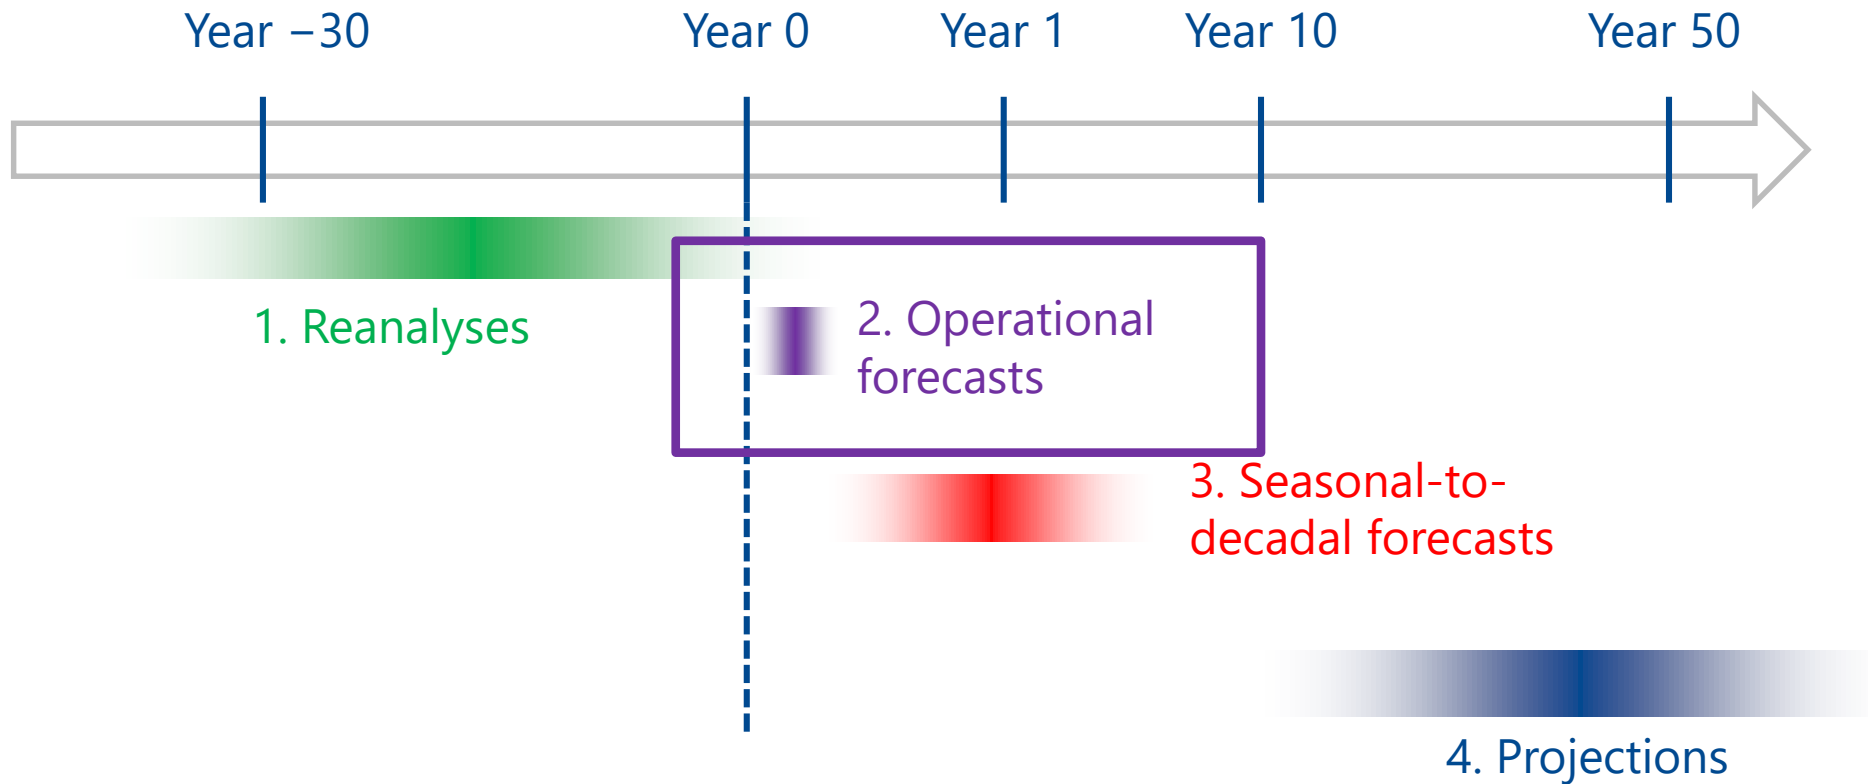 Year −30
Year 0
Year 1
Year 10
Year 50
1. Reanalyses
2. Operational
forecasts
3. Seasonal-to-
decadal forecasts
4. Projections